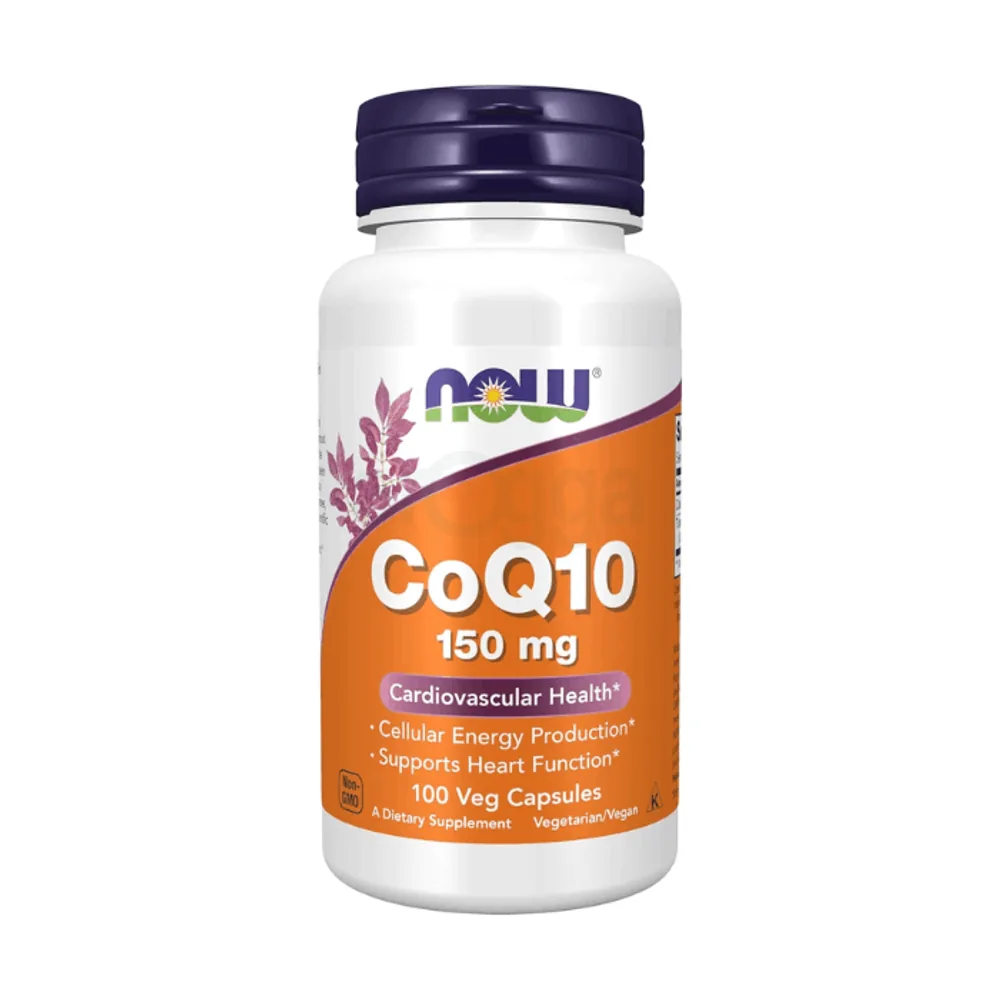 now®
CoQ10
150 mg
Cardiovascular Health*
· Cellular Energy Production*
· Supports Heart Function*
Non-
GMO
100 Veg Capsules
A Dietary Supplement Vegetarian/Vegan
K